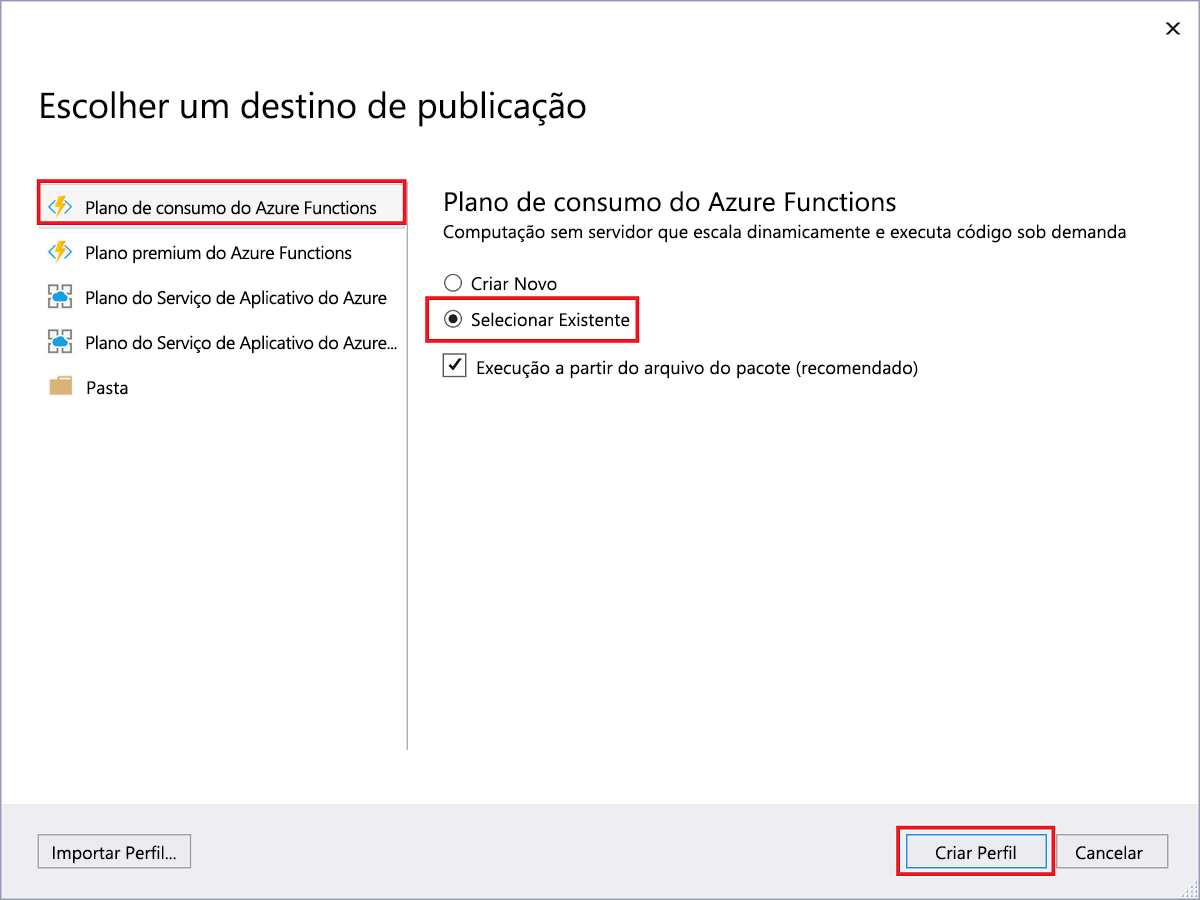 Escolher um destino de publicação
Plano de consumo do Azure Functions
Plano premium do Azure Functions
Plano do Serviço de Aplicativo do Azure
Plano do Serviço de Aplicativo do Azure...
Pasta
Plano de consumo do Azure Functions
Computação sem servidor que escala dinamicamente e executa código sob demanda
Criar Novo
Selecionar Existente
Execução a partir do arquivo do pacote (recomendado)
Importar Perfil...
Criar Perfil
Cancelar